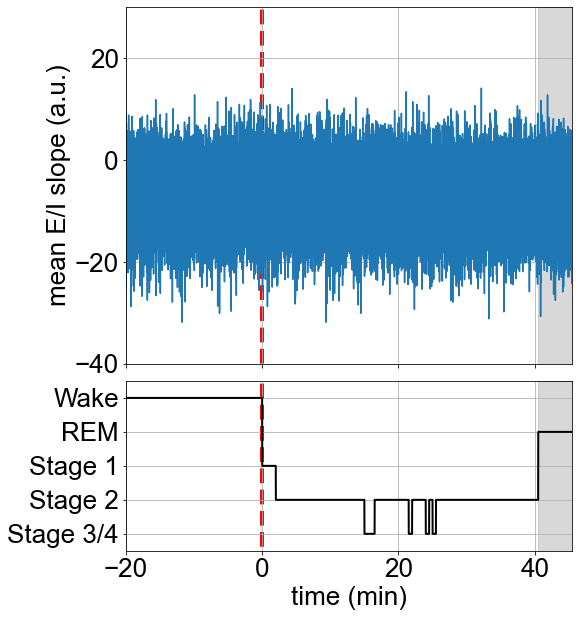 mean E/I slope (a.u.)
20
0
−20
−40
Wake
REM
Stage 1
Stage 2
Stage 3/4
−20 0 20 40
time (min)